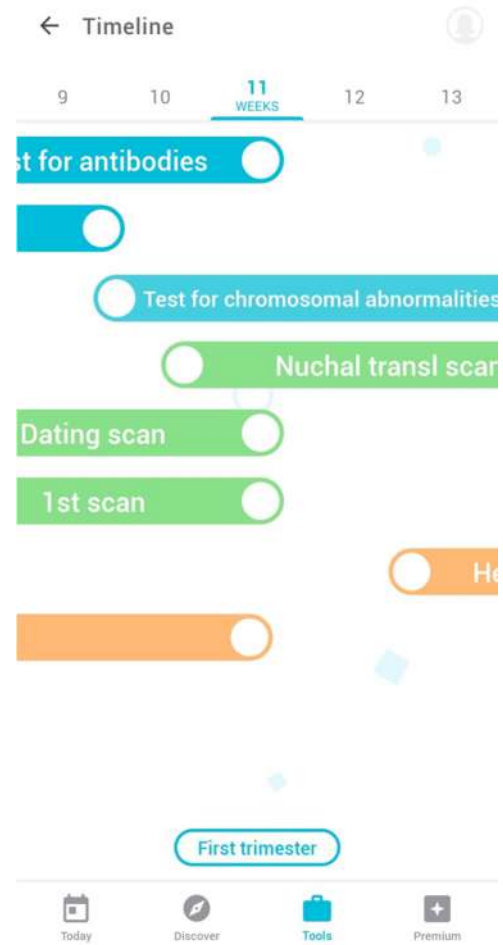 Timeline
9
10
11
WEEKS
12
13
st for antibodies
Test for chromosomal abnormalities
Nuchal transl scan
Dating scan
1st scan
He
First trimester
Today
Discover
Tools
Premium